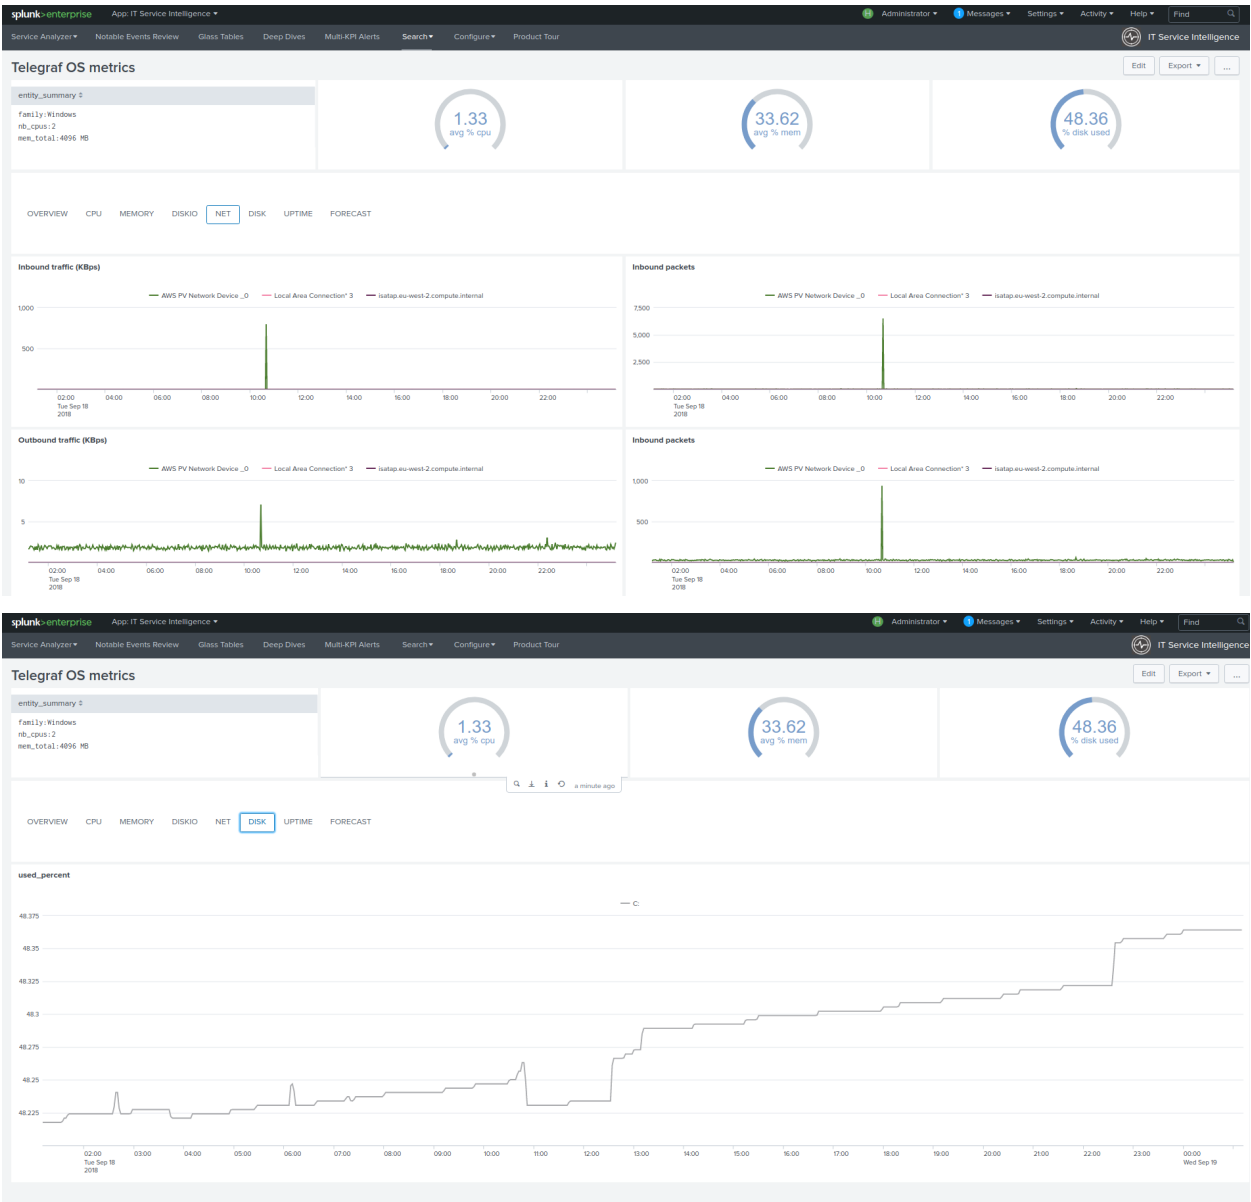 splunk>enterprise App: IT Service Intelligence H Administrator 1 Messages Settings Activity Help Find
Service Analyzer Notable Events Review Glass Tables Deep Dives Multi-KPI Alerts Search Configure Product Tour IT Service Intelligence
Telegraf OS metrics Edit Export ...
entity_summary
family:Windows
nb_cpus:2
mem_total:4096 MB
1.33
avg % cpu
33.62
avg % mem
48.36
% disk used
OVERVIEW CPU MEMORY DISKIO NET DISK UPTIME FORECAST
Inbound traffic (KBps)
AWS PV Network Device _0 Local Area Connection* 3 isatap.eu-west-2.compute.internal
1,000
500
02:00 04:00 06:00 08:00 10:00 12:00 14:00 16:00 18:00 20:00 22:00
Tue Sep 18
2018
Inbound packets
AWS PV Network Device _0 Local Area Connection* 3 isatap.eu-west-2.compute.internal
7,500
5,000
2,500
02:00 04:00 06:00 08:00 10:00 12:00 14:00 16:00 18:00 20:00 22:00
Tue Sep 18
2018
Outbound traffic (KBps)
AWS PV Network Device _0 Local Area Connection* 3 isatap.eu-west-2.compute.internal
10
5
02:00 04:00 06:00 08:00 10:00 12:00 14:00 16:00 18:00 20:00 22:00
Tue Sep 18
2018
Inbound packets
AWS PV Network Device _0 Local Area Connection* 3 isatap.eu-west-2.compute.internal
1,000
500
02:00 04:00 06:00 08:00 10:00 12:00 14:00 16:00 18:00 20:00 22:00
Tue Sep 18
2018
splunk>enterprise App: IT Service Intelligence H Administrator 1 Messages Settings Activity Help Find
Service Analyzer Notable Events Review Glass Tables Deep Dives Multi-KPI Alerts Search Configure Product Tour IT Service Intelligence
Telegraf OS metrics Edit Export ...
entity_summary
family:Windows
nb_cpus:2
mem_total:4096 MB
1.33
avg % cpu
33.62
avg % mem
48.36
% disk used
a minute ago
OVERVIEW CPU MEMORY DISKIO NET DISK UPTIME FORECAST
used_percent
C:
48.375
48.35
48.325
48.3
48.275
48.25
48.225
02:00 03:00 04:00 05:00 06:00 07:00 08:00 09:00 10:00 11:00 12:00 13:00 14:00 15:00 16:00 17:00 18:00 19:00 20:00 21:00 22:00 23:00 00:00
Tue Sep 18 Wed Sep 19
2018